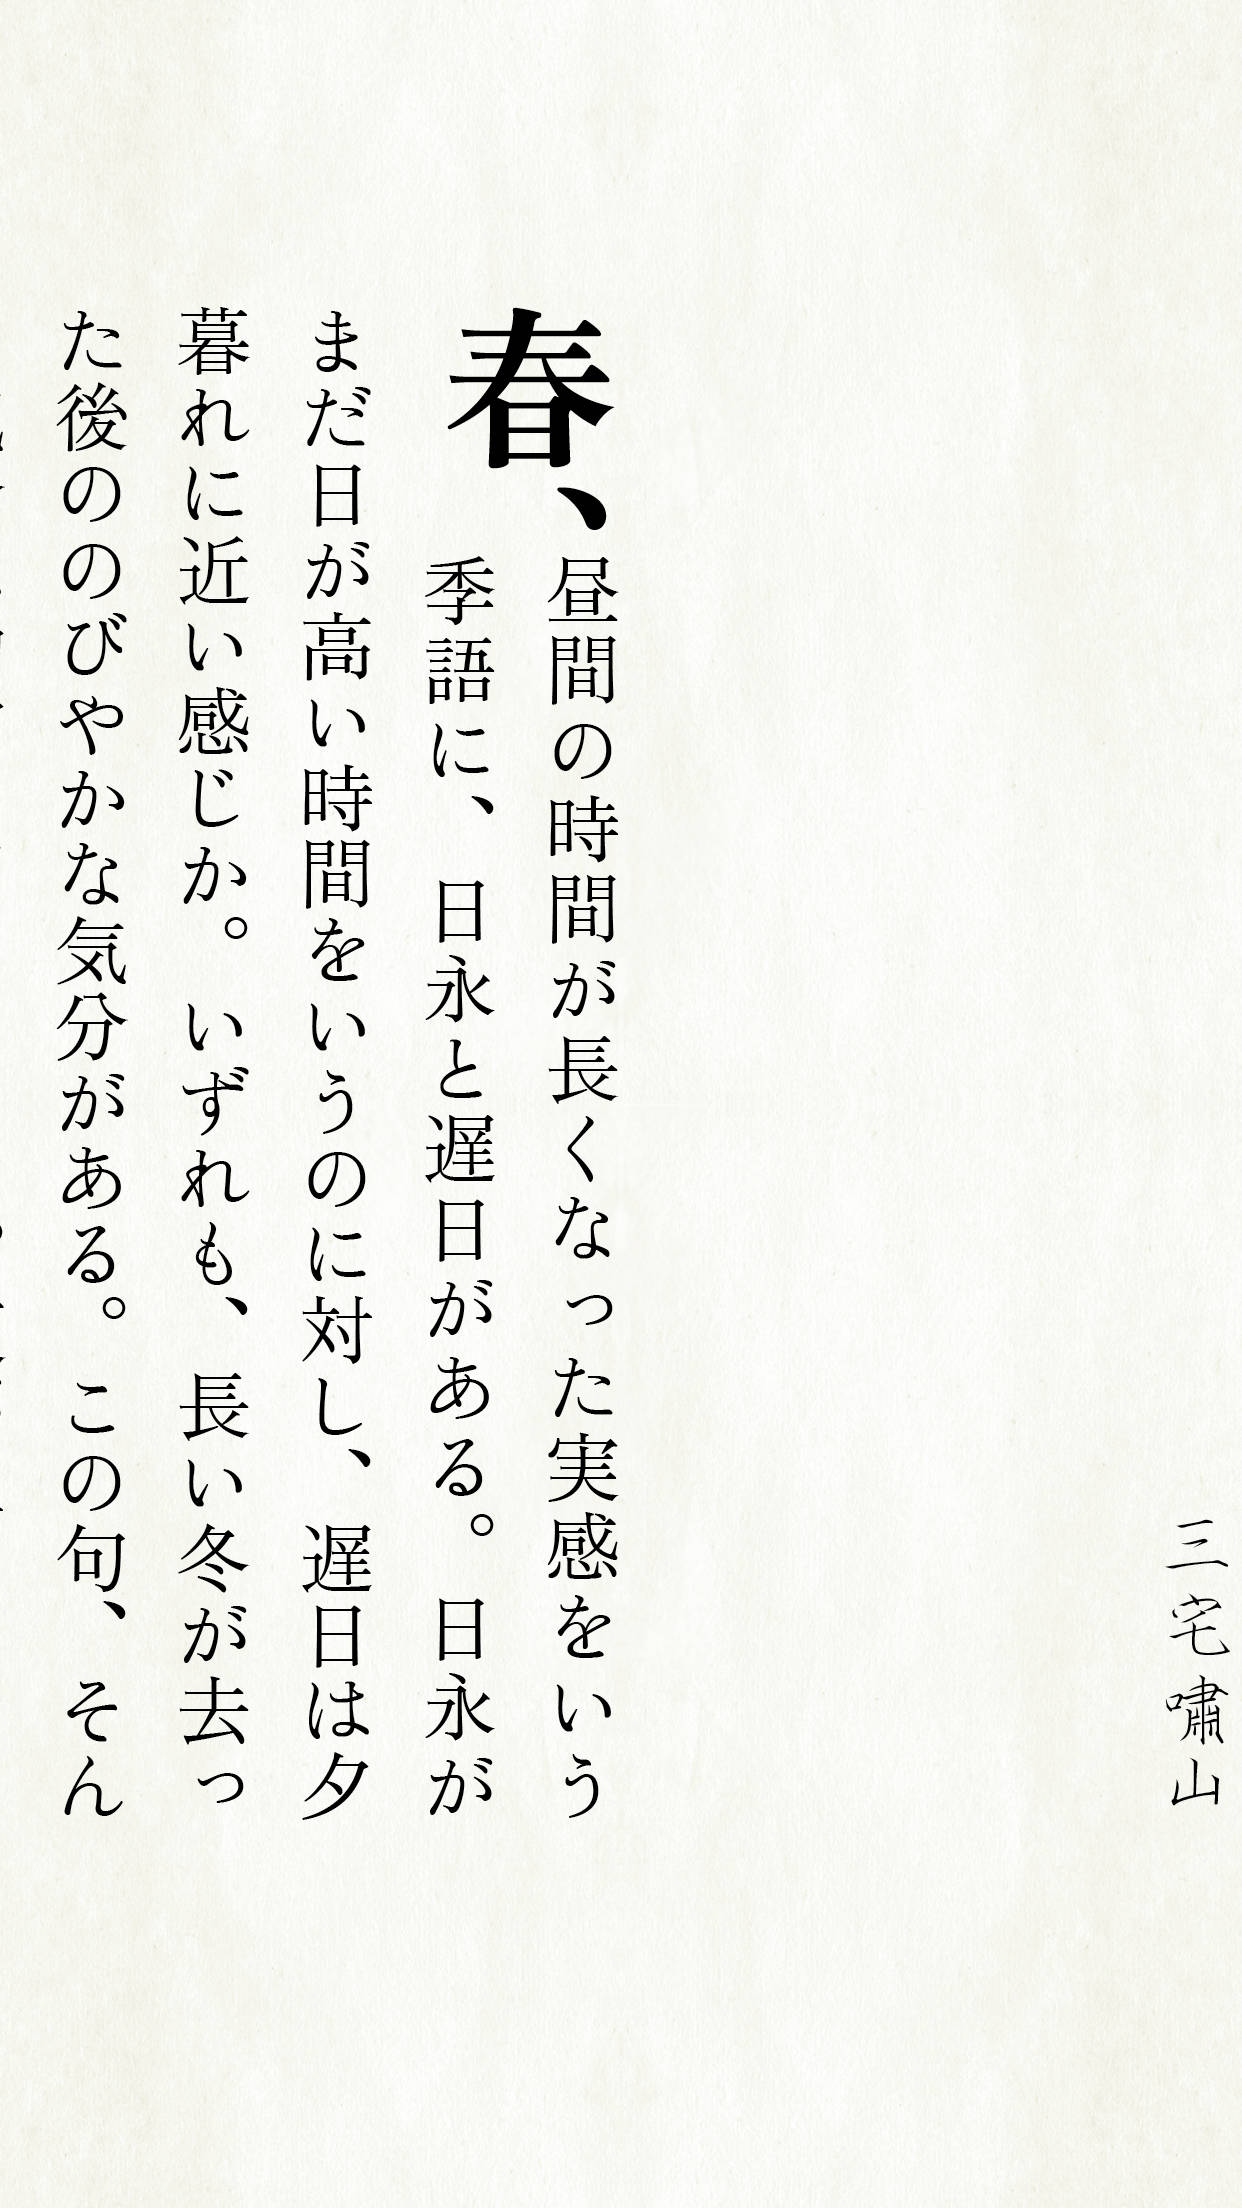 三宅嘯山
春、昼間の時間が長くなった実感をいう
季語に、日永と遅日がある。日永が
まだ日が高い時間をいうのに対し、遅日は夕
暮れに近い感じか。いずれも、長い冬が去っ
た後ののびやかな気分がある。この句、そん